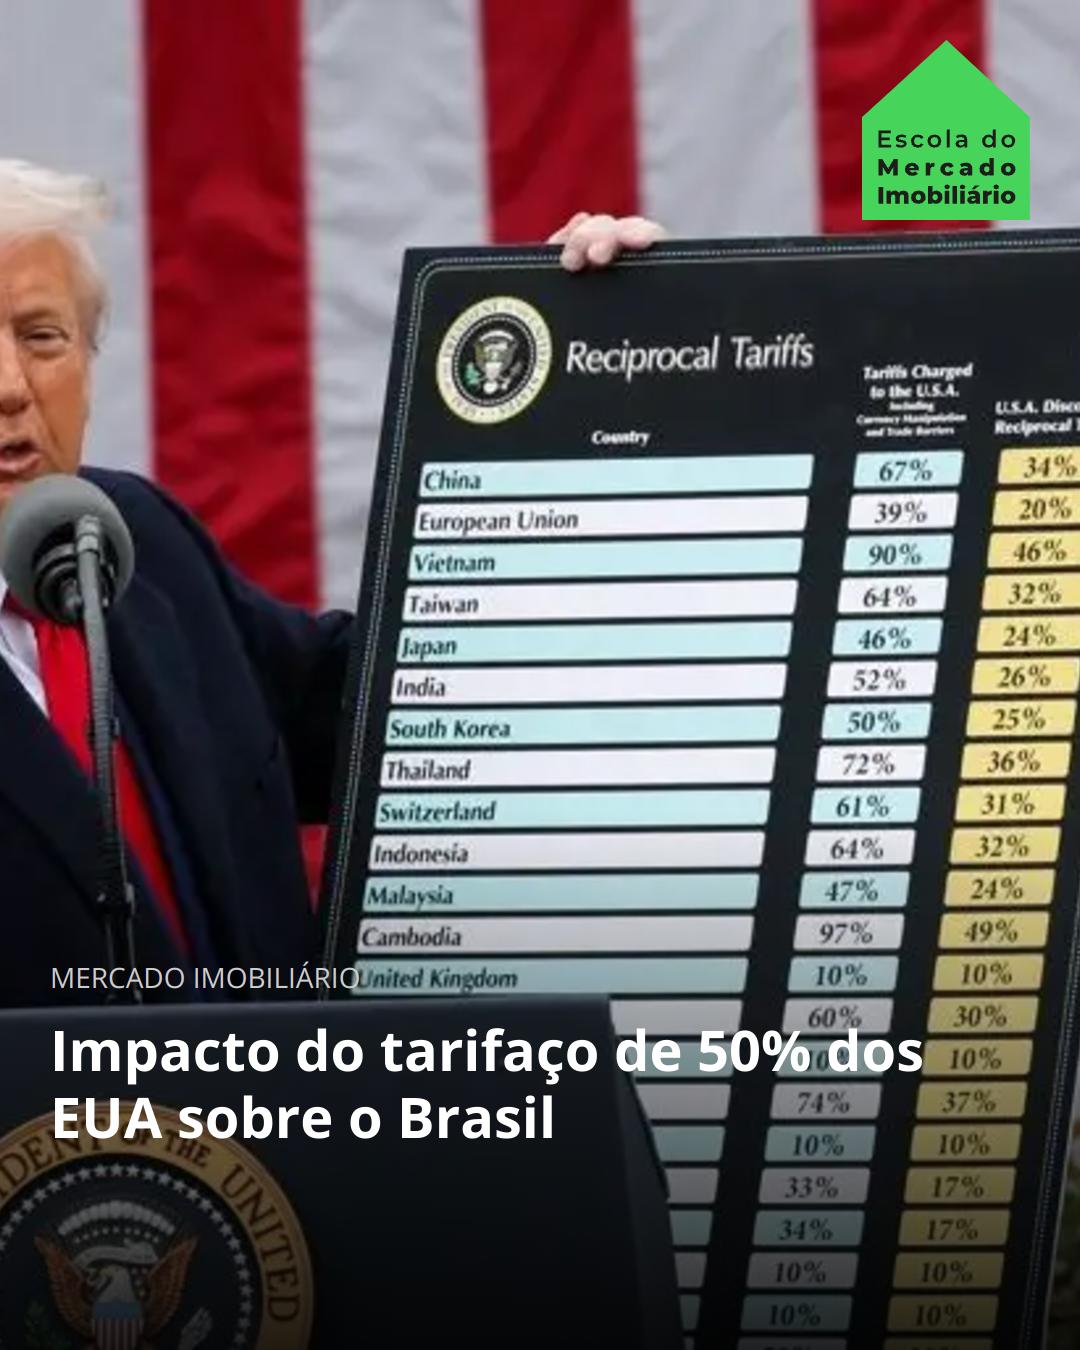 Escola do
Mercado
Imobiliário
Reciprocal Tariffs
Country
Tariffs Charged
to the U.S.A.
Including
Currency Manipulation
and Trade Barriers
U.S.A.
Reciprocal
China 67% 34%
European Union 39% 20%
Vietnam 90% 46%
Taiwan 64% 32%
Japan 46% 24%
India 52% 26%
South Korea 50% 25%
Thailand 72% 36%
Switzerland 61% 31%
Indonesia 64% 32%
Malaysia 47% 24%
Cambodia 97% 49%
United Kingdom 10% 10%
60% 30%
10% 10%
74% 37%
10% 10%
33% 17%
34% 17%
10% 10%
10% 10%
MERCADO IMOBILIÁRIO
Impacto do tarifaço de 50% dos
EUA sobre o Brasil
OF THE UNITED